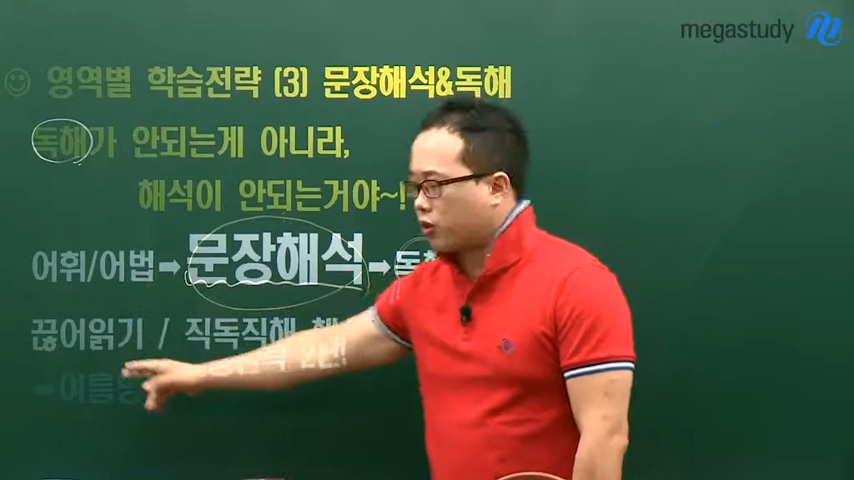 megastudy
영역별 학습전략 (3) 문장해석&독해
독해가 안되는게 아니라,
해석이 안되는거야~!
어휘/어법➡문장해석➡독
끊어읽기 / 직독직해